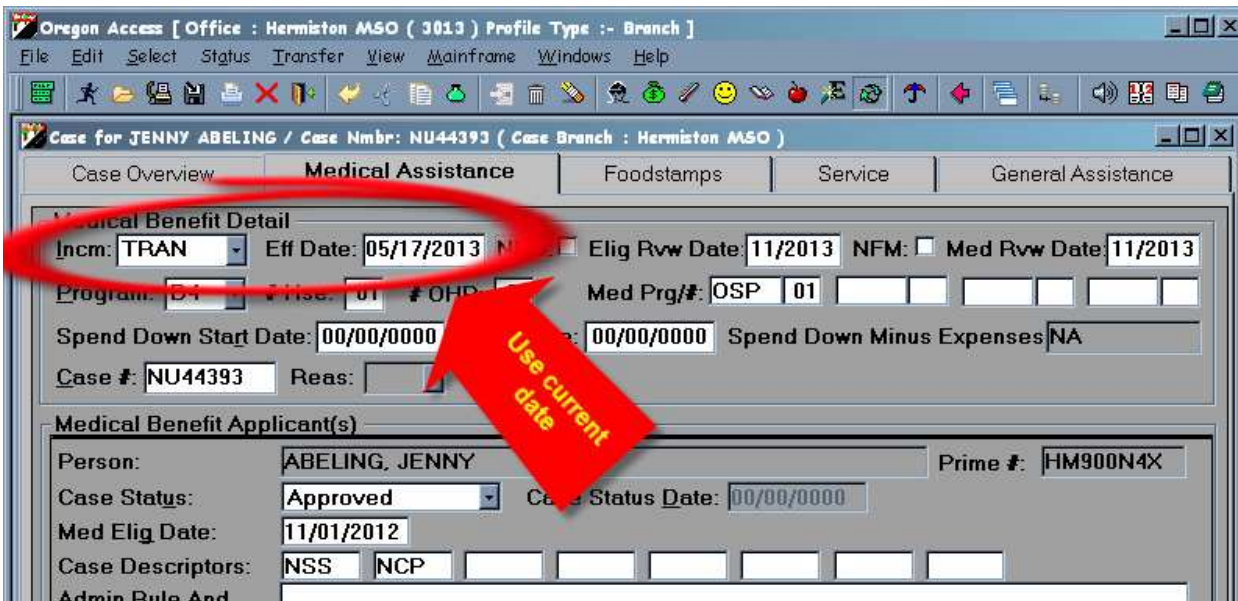 Oregon Access [ Office : Hermiston MSO ( 3013 ) Profile Type :- Branch ]
File Edit Select Status Transfer View Mainframe Windows Help
Case for JENNY ABELING / Case Nmbr: NU44393 ( Case Branch : Hermiston MSO )
Case Overview Medical Assistance Foodstamps Service General Assistance
Medical Benefit Detail
Incm: TRAN Eff Date: 05/17/2013 Elig Rvw Date: 11/2013 NFM: Med Rvw Date: 11/2013
Program: # Hse: 01 # OHP: Med Prg/#: OSP 01
Spend Down Start Date: 00/00/0000 00/00/0000 Spend Down Minus Expenses NA
Case #: NU44393 Reas:
Use current
date
Medical Benefit Applicant(s)
Person: ABELING, JENNY Prime #: HM900N4X
Case Status: Approved Case Status Date: 00/00/0000
Med Elig Date: 11/01/2012
Case Descriptors: NSS NCP
Admin Rule And